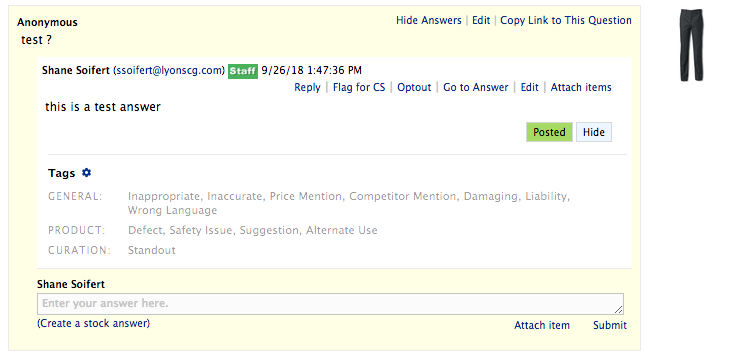 Anonymous
Hide Answers | Edit | Copy Link to This Question
test ?
Shane Soifert (ssoifert@lyonscg.com) Staff 9/26/18 1:47:36 PM
Reply | Flag for CS | Optout | Go to Answer | Edit | Attach items
this is a test answer
Posted Hide
Tags
GENERAL: Inappropriate, Inaccurate, Price Mention, Competitor Mention, Damaging, Liability,
Wrong Language
PRODUCT: Defect, Safety Issue, Suggestion, Alternate Use
CURATION: Standout
Shane Soifert
Enter your answer here.
(Create a stock answer)
Attach item Submit